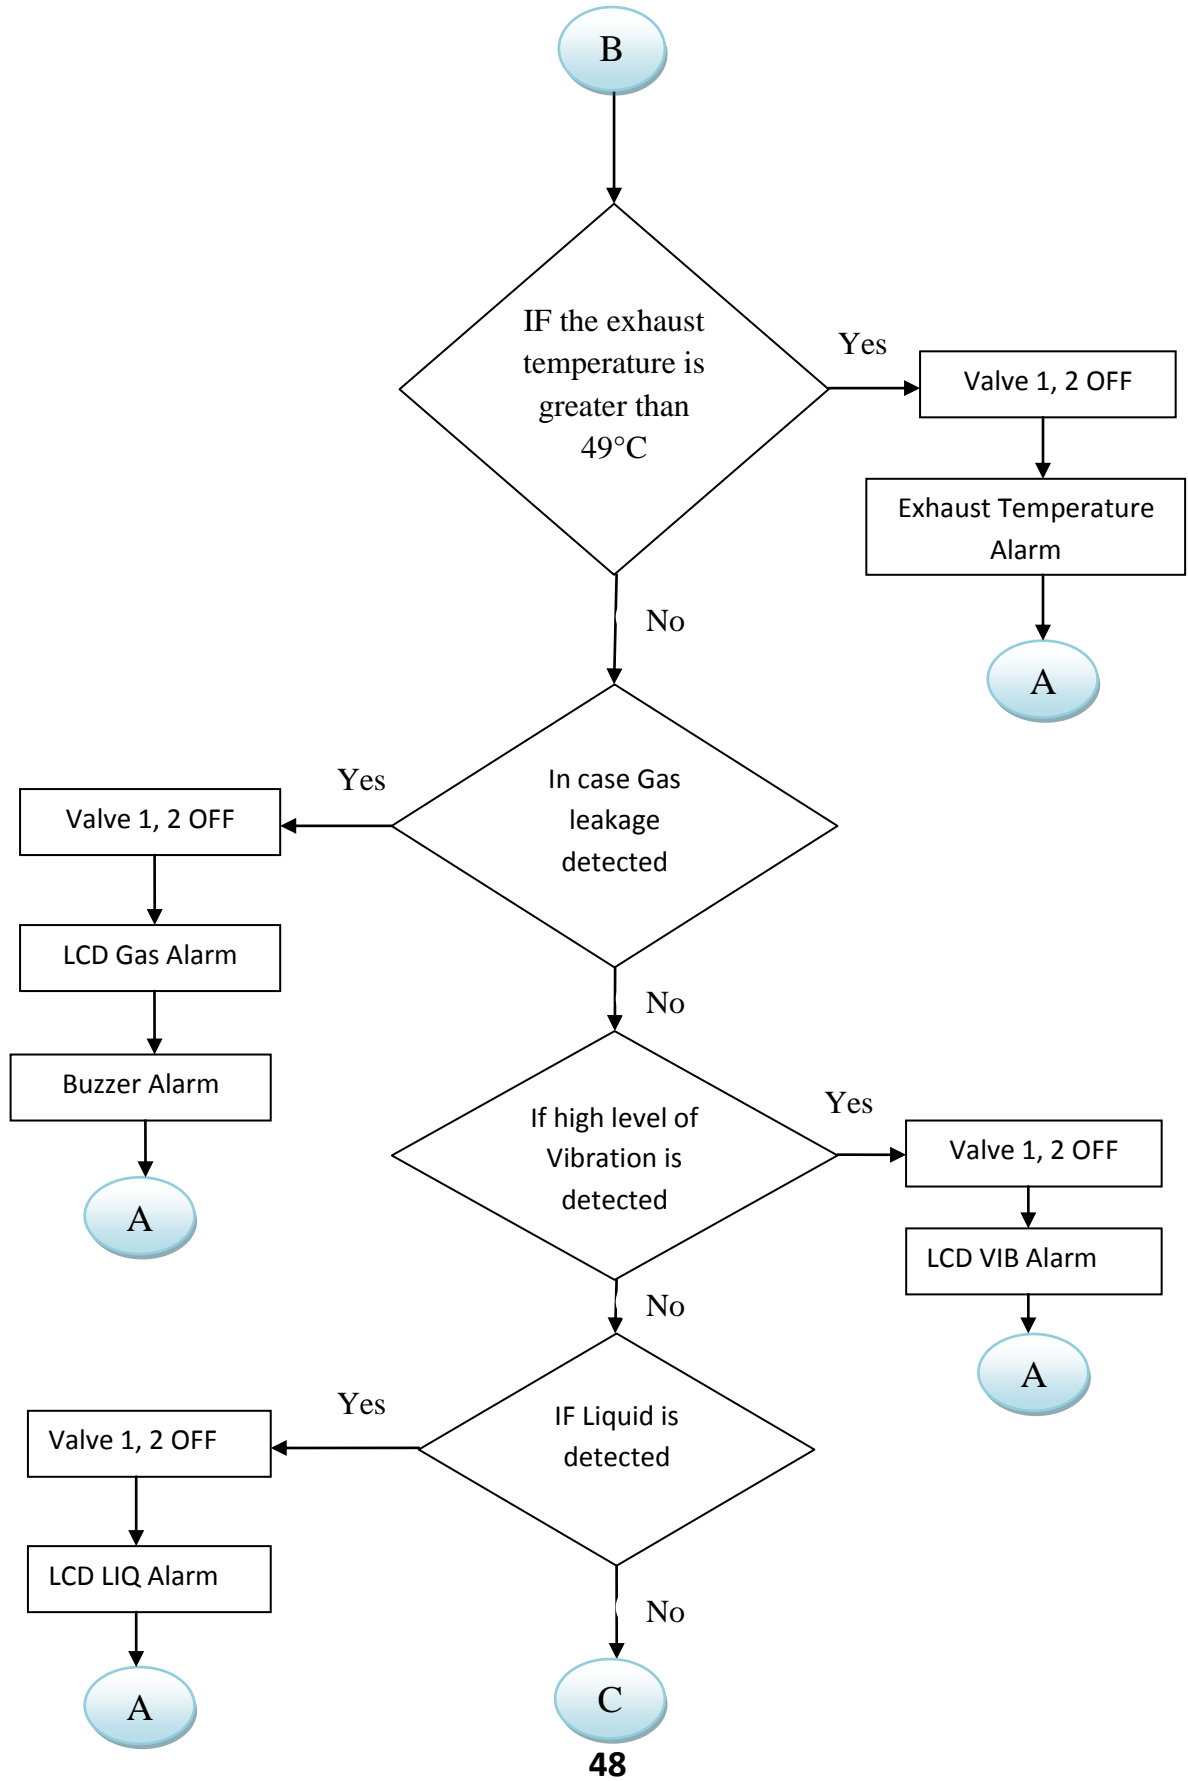 B
IF the exhaust
temperature is
greater than
49°C
Yes
Valve 1, 2 OFF
Exhaust Temperature
Alarm
A
No
In case Gas
leakage
detected
Yes
Valve 1, 2 OFF
LCD Gas Alarm
Buzzer Alarm
A
No
If high level of
Vibration is
detected
Yes
Valve 1, 2 OFF
LCD VIB Alarm
A
No
IF Liquid is
detected
Yes
Valve 1, 2 OFF
LCD LIQ Alarm
A
No
C
48